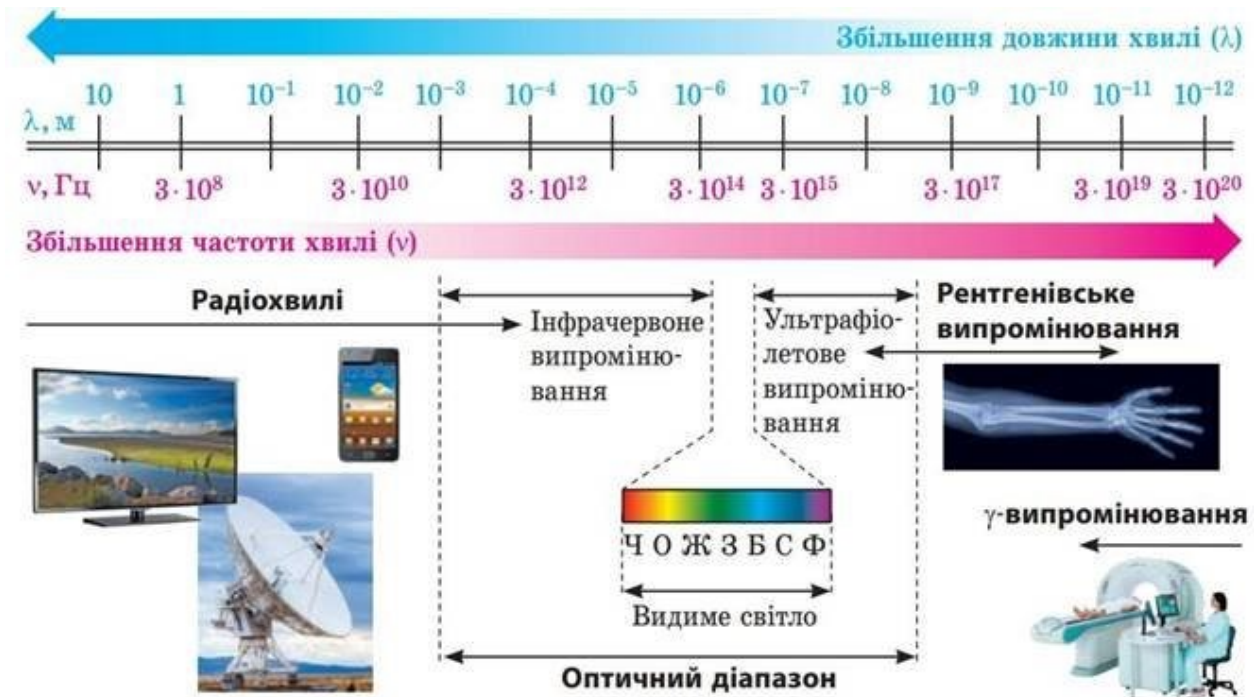 Збільшення довжини хвилі (λ)
10 1 10⁻¹ 10⁻² 10⁻³ 10⁻⁴ 10⁻⁵ 10⁻⁶ 10⁻⁷ 10⁻⁸ 10⁻⁹ 10⁻¹⁰ 10⁻¹¹ 10⁻¹²
λ, м
ν, Гц 3·10⁸ 3·10¹⁰ 3·10¹² 3·10¹⁴ 3·10¹⁵ 3·10¹⁷ 3·10¹⁹ 3·10²⁰
Збільшення частоти хвилі (ν)
Радіохвилі
Інфрачервоне
випроміню-
вання
Ультрафіо-
летове
випроміню-
вання
Рентгенівське
випромінювання
Ч О Ж З Б С Ф
Видиме світло
γ-випромінювання
Оптичний діапазон